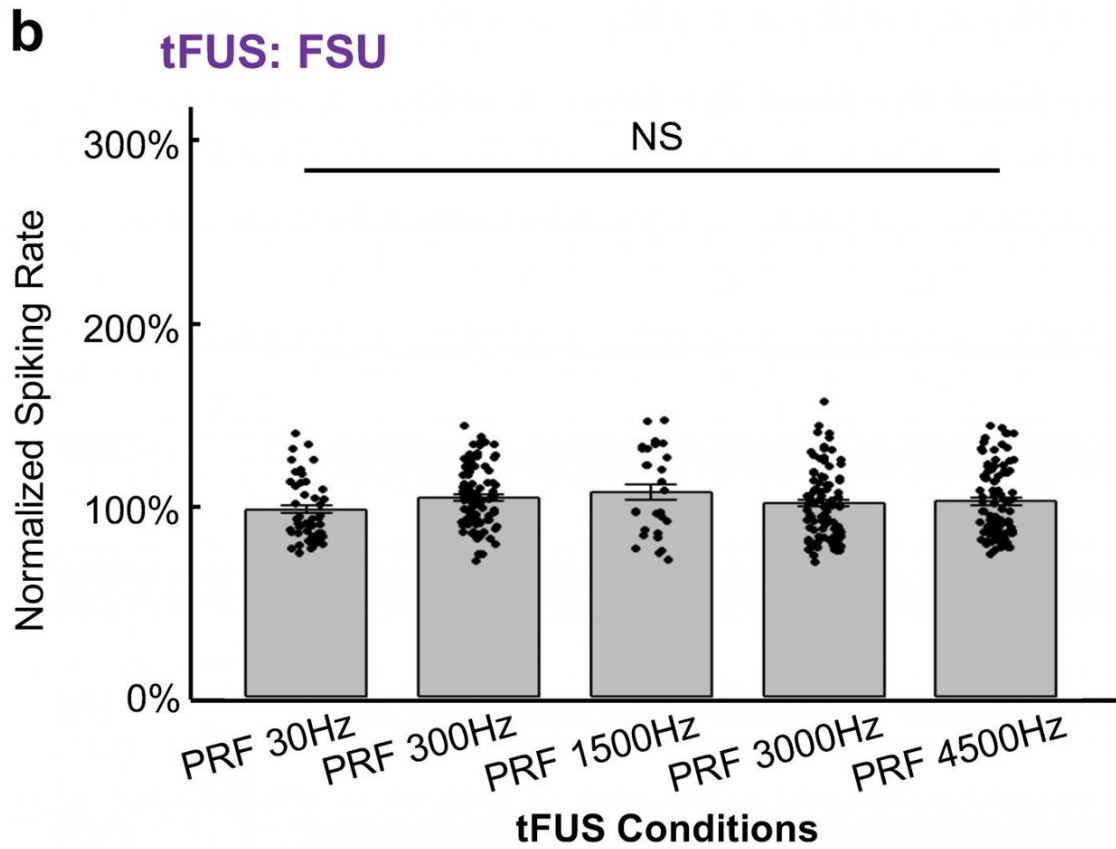 b
tFUS: FSU
NS
300%
200%
100%
0%
Normalized Spiking Rate
PRF 30Hz
PRF 300Hz
PRF 1500Hz
PRF 3000Hz
PRF 4500Hz
tFUS Conditions